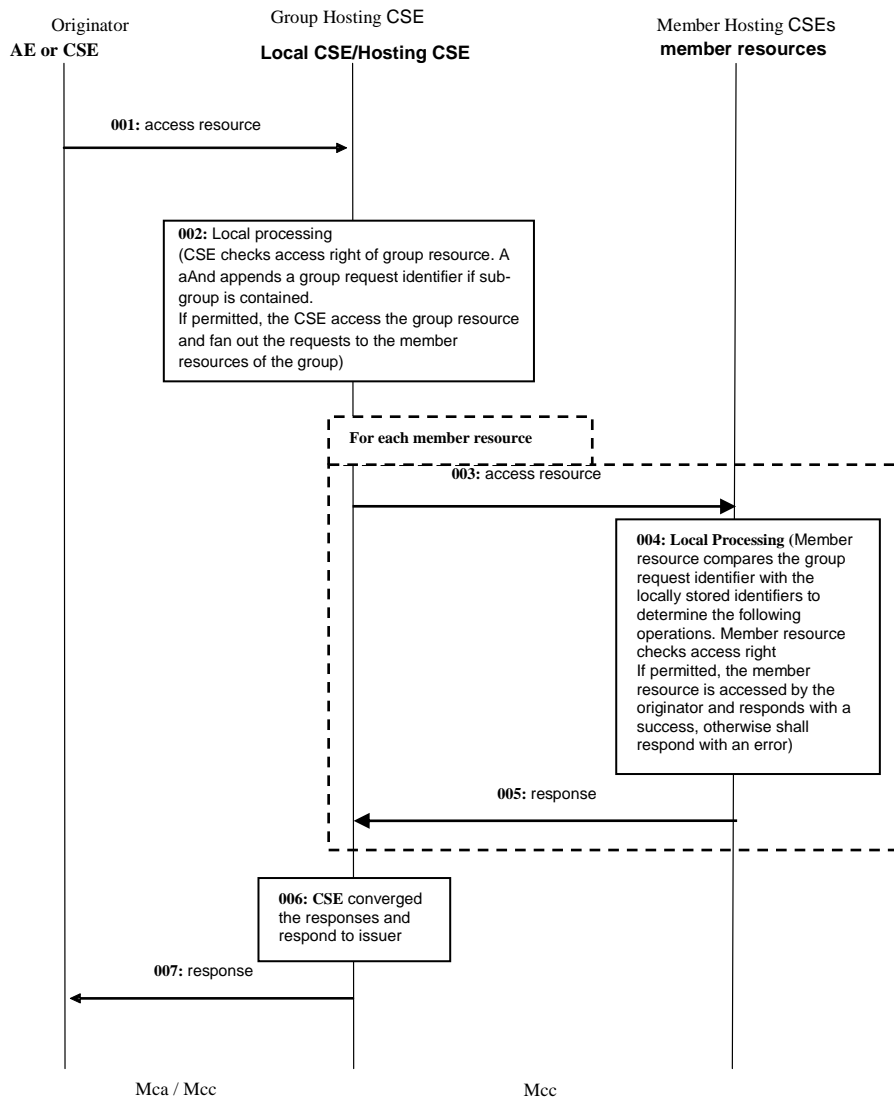 Originator
AE or CSE
Group Hosting CSE
Local CSE/Hosting CSE
Member Hosting CSEs
member resources
001: access resource
002: Local processing
(CSE checks access right of group resource. A
aAnd appends a group request identifier if sub-
group is contained.
If permitted, the CSE access the group resource
and fan out the requests to the member
resources of the group)
For each member resource
003: access resource
004: Local Processing (Member
resource compares the group
request identifier with the
locally stored identifiers to
determine the following
operations. Member resource
checks access right
If permitted, the member
resource is accessed by the
originator and responds with a
success, otherwise shall
respond with an error)
005: response
006: CSE converged
the responses and
respond to issuer
007: response
Mca / Mcc
Mcc